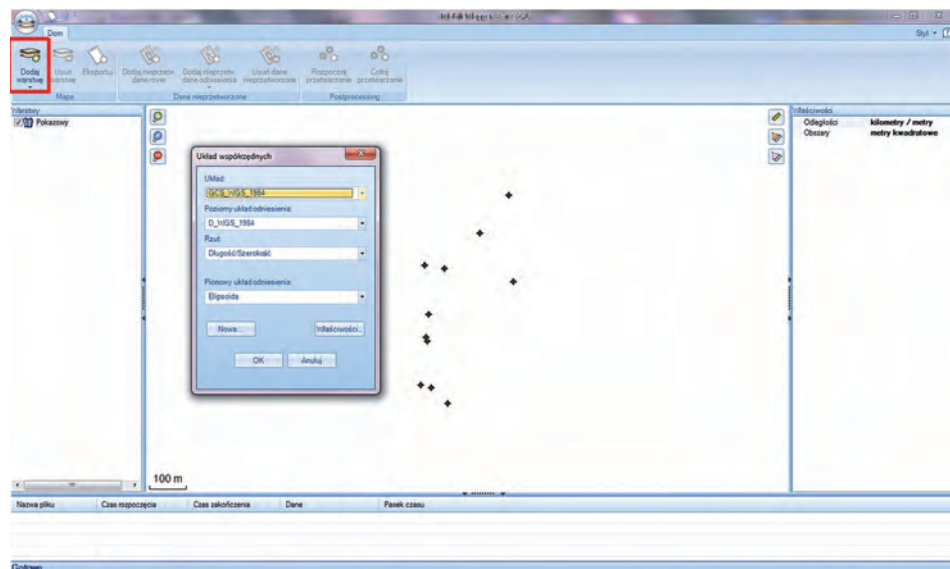 Dom
Styl
Dodaj warstwę
Usuń warstwę
Eksportuj
Dodaj nieprzetw. dane rover
Dodaj nieprzetw. dane odniesienia
Usuń dane nieprzetworzone
Rozpocznij przetwarzanie
Cofnij przetwarzanie
Mapa
Dane nieprzetworzone
Postprocessing
Warstwy
Pokazowy
Właściwości
Odległości kilometry / metry
Obszary metry kwadratowe
Układ współrzędnych
Układ:
GCS_WGS_1984
Poziomy układ odniesienia:
D_WGS_1984
Rzut:
Długość/Szerokość
Pionowy układ odniesienia:
Elipsoida
Nowa...
Właściwości...
OK
Anuluj
100 m
Nazwa pliku
Czas rozpoczęcia
Czas zakończenia
Dane
Pasek czasu
Gotowe